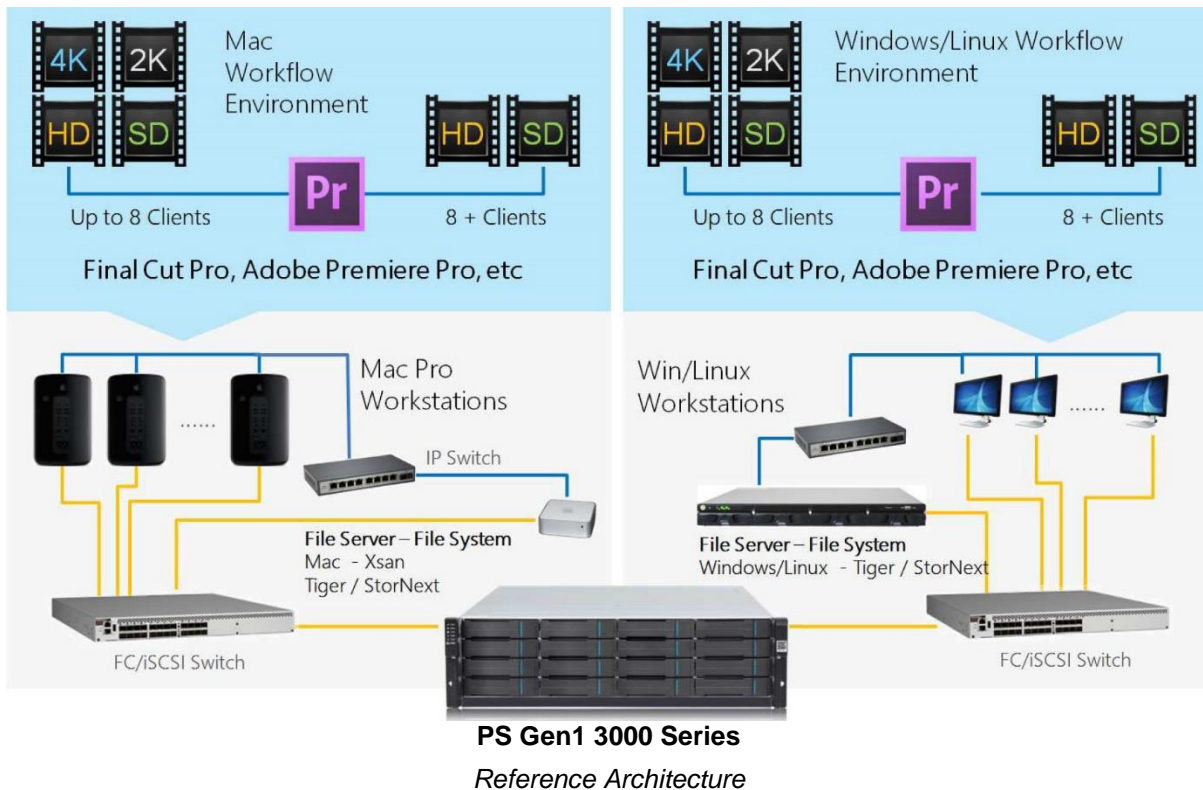 4K
2K
HD
SD
Mac
Workflow
Environment
HD
SD
Pr
Up to 8 Clients
8 + Clients
Final Cut Pro, Adobe Premiere Pro, etc
Mac Pro
Workstations
IP Switch
File Server – File System
Mac - Xsan
Tiger / StorNext
FC/iSCSI Switch
4K
2K
HD
SD
Windows/Linux Workflow
Environment
HD
SD
Pr
Up to 8 Clients
8 + Clients
Final Cut Pro, Adobe Premiere Pro, etc
Win/Linux
Workstations
File Server – File System
Windows/Linux - Tiger / StorNext
FC/iSCSI Switch
PS Gen1 3000 Series
Reference Architecture